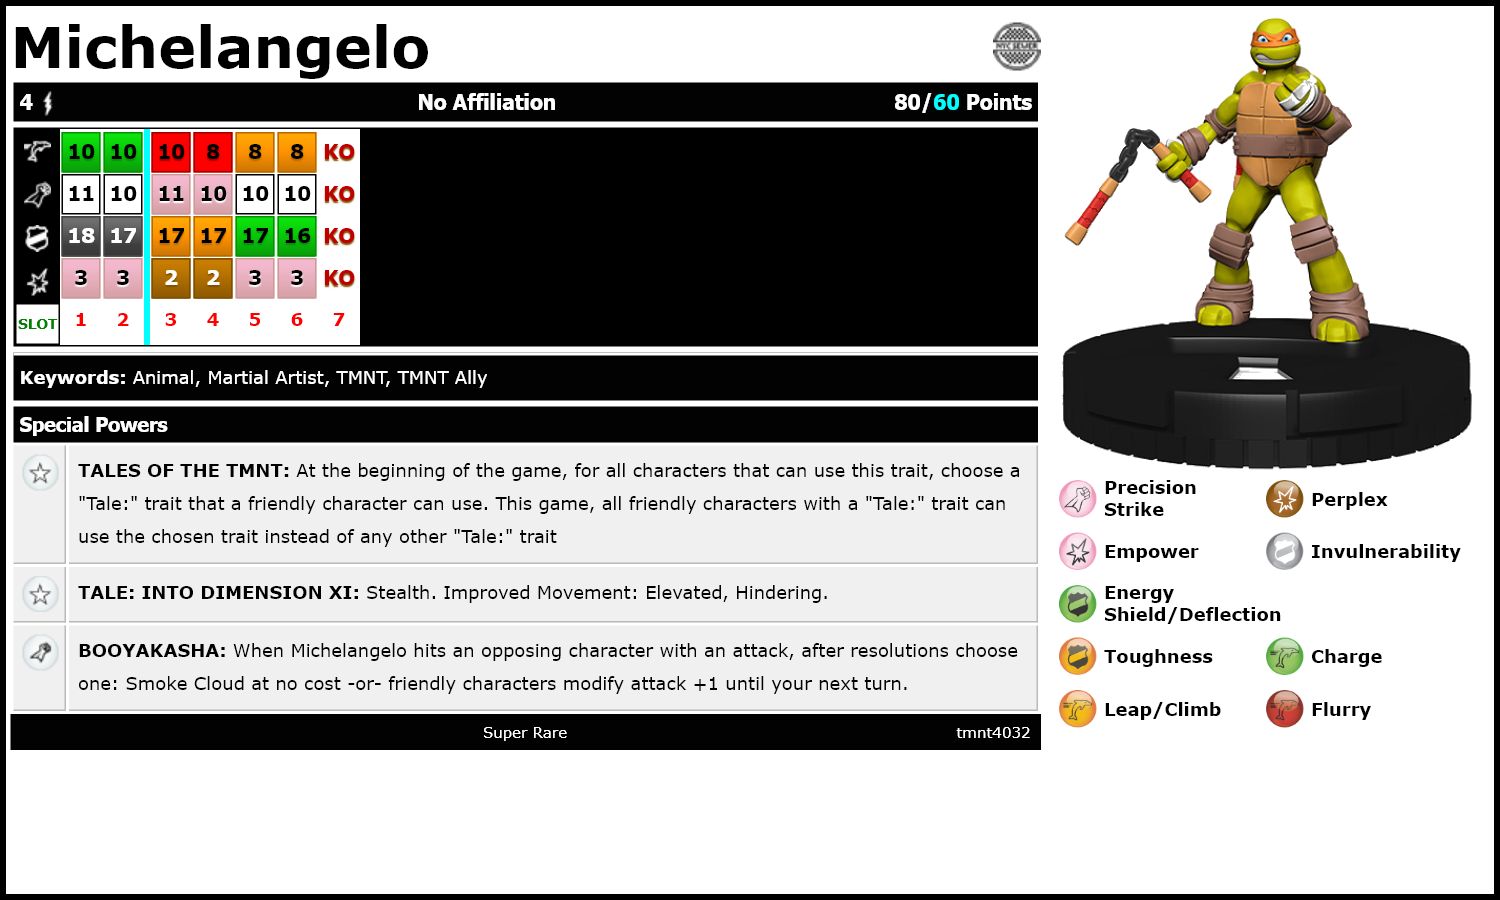 Michelangelo
NYC SEWER
4 No Affiliation 80/60 Points
10 10 10 8 8 8 KO
11 10 11 10 10 10 KO
18 17 17 17 17 16 KO
3 3 2 2 3 3 KO
SLOT 1 2 3 4 5 6 7
Keywords: Animal, Martial Artist, TMNT, TMNT Ally
Special Powers
TALES OF THE TMNT: At the beginning of the game, for all characters that can use this trait, choose a
"Tale:" trait that a friendly character can use. This game, all friendly characters with a "Tale:" trait can
use the chosen trait instead of any other "Tale:" trait
TALE: INTO DIMENSION XI: Stealth. Improved Movement: Elevated, Hindering.
BOOYAKASHA: When Michelangelo hits an opposing character with an attack, after resolutions choose
one: Smoke Cloud at no cost -or- friendly characters modify attack +1 until your next turn.
Super Rare tmnt4032
Precision
Strike
Perplex
Empower
Invulnerability
Energy
Shield/Deflection
Toughness
Charge
Leap/Climb
Flurry